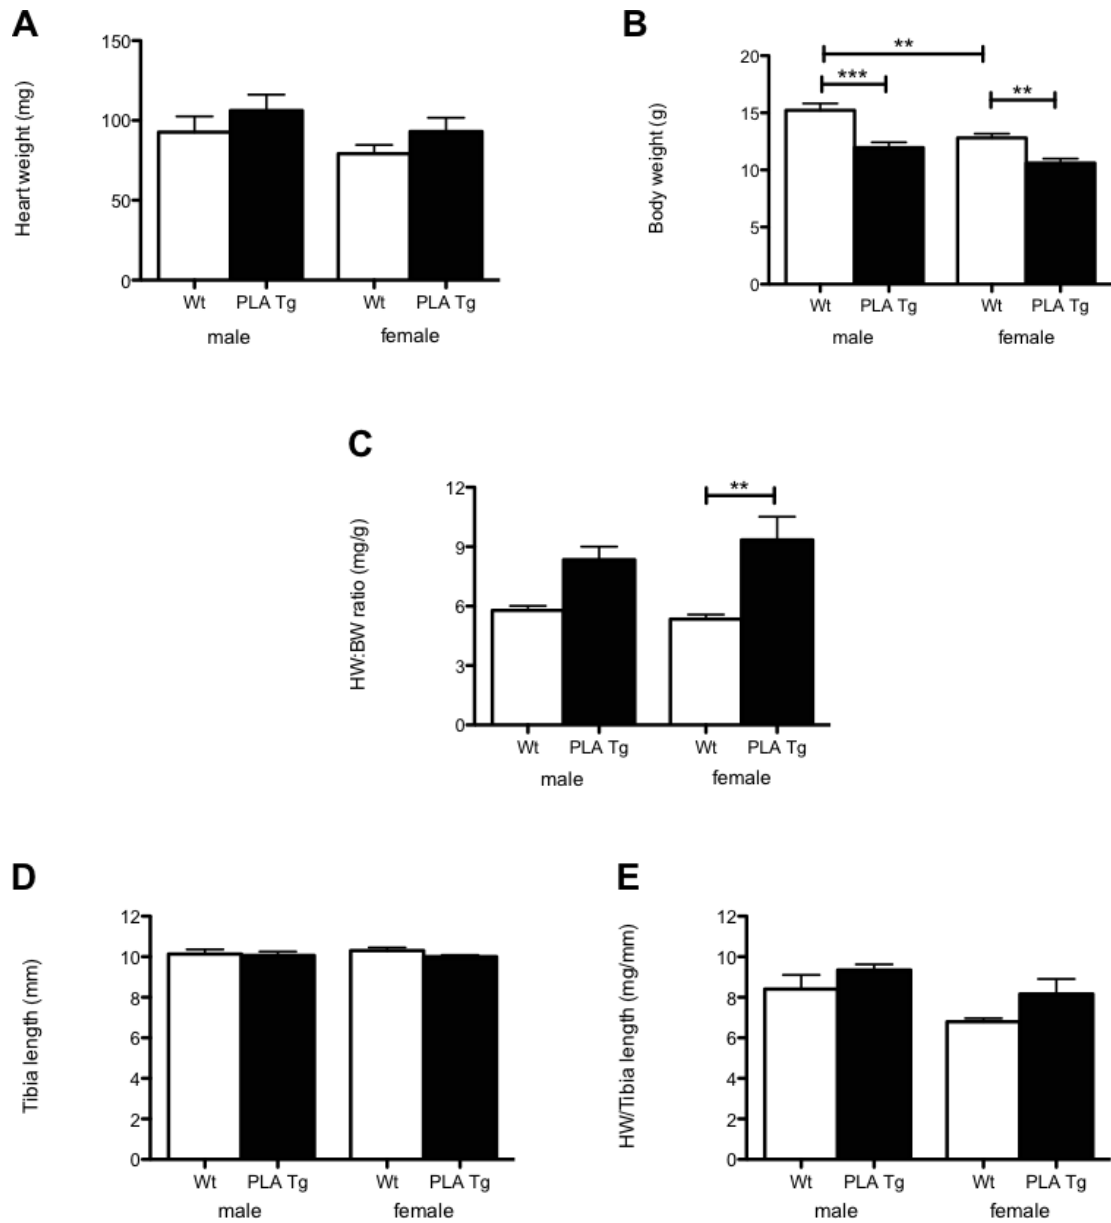 A
Heart weight (mg)
150
100
50
0
Wt PLA Tg Wt PLA Tg
male female
B
Body weight (g)
20
15
10
5
0
**
***
**
Wt PLA Tg Wt PLA Tg
male female
C
HW:BW ratio (mg/g)
12
9
6
3
0
**
Wt PLA Tg Wt PLA Tg
male female
D
Tibia length (mm)
12
10
8
6
4
2
0
Wt PLA Tg Wt PLA Tg
male female
E
HW/Tibia length (mg/mm)
12
10
8
6
4
2
0
Wt PLA Tg Wt PLA Tg
male female